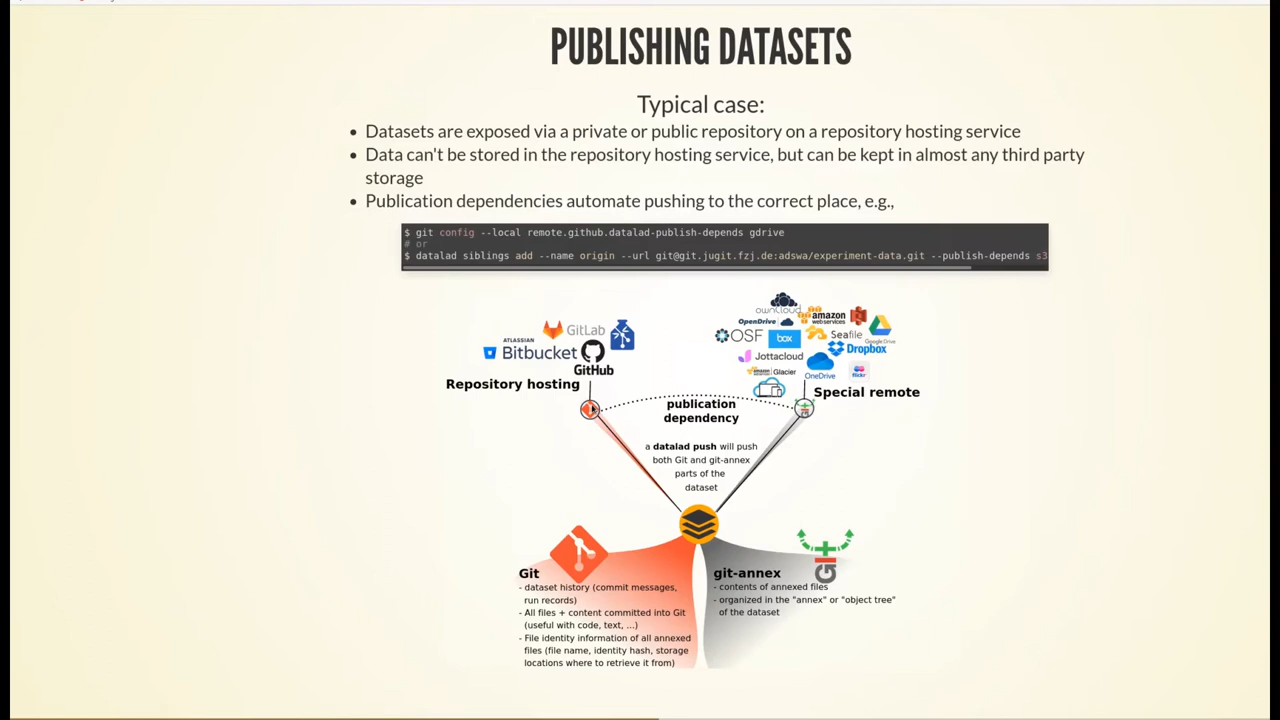 PUBLISHING DATASETS
Typical case:
• Datasets are exposed via a private or public repository on a repository hosting service
• Data can't be stored in the repository hosting service, but can be kept in almost any third party
storage
• Publication dependencies automate pushing to the correct place, e.g.,
$ git config --local remote.github.datalad-publish-depends gdrive
# or
$ datalad siblings add --name origin --url git@git.jugit.fzj.de:adswa/experiment-data.git --publish-depends s3
GitLab
ATLASSIAN
Bitbucket
GitHub
Repository hosting
ownCloud
OpenDrive
amazon
webservices
OSF
box
Seafile
Google Drive
Dropbox
Jottacloud
amazon Glacier
OneDrive
flickr
Special remote
publication
dependency
a datalad push will push
both Git and git-annex
parts of the
dataset
Git
- dataset history (commit messages,
run records)
- All files + content committed into Git
(useful with code, text, ...)
- File identity information of all annexed
files (file name, identity hash, storage
locations where to retrieve it from)
git
git-annex
- contents of annexed files
- organized in the "annex" or "object tree"
of the dataset